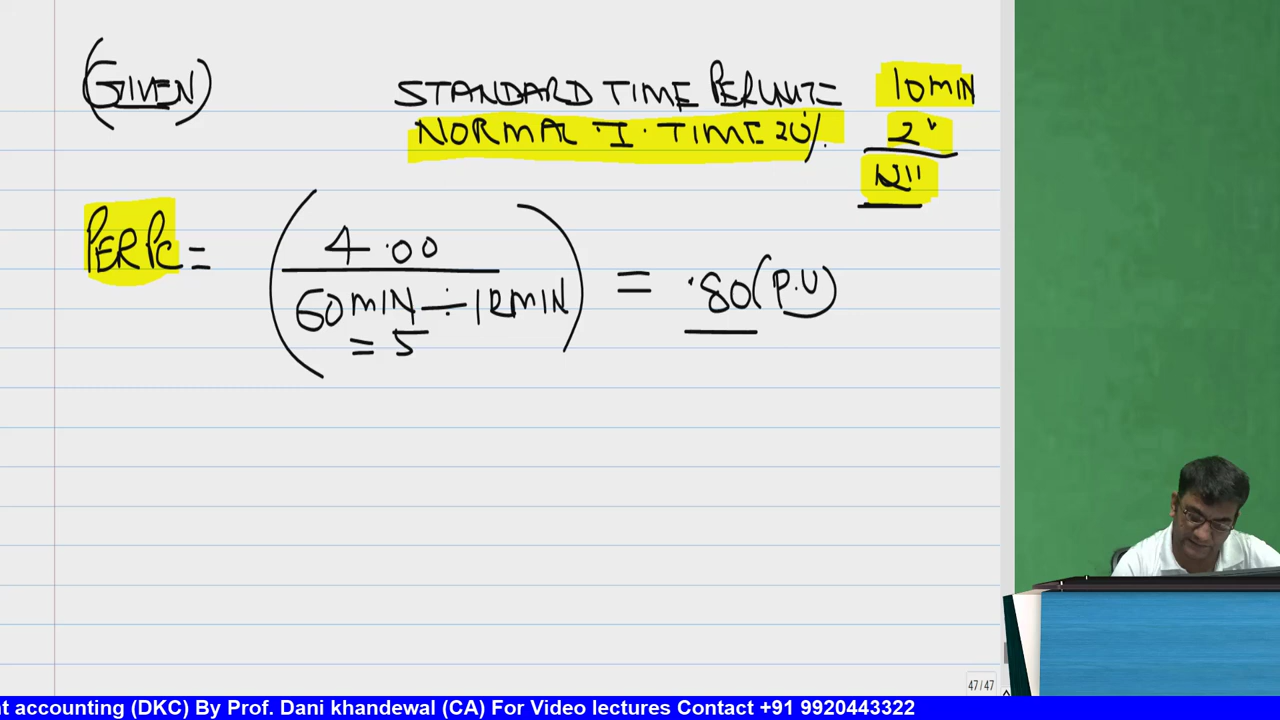 (GIVEN)
STANDARD TIME PER UNIT = 10 MIN
NORMAL I. TIME 20% 2"
12"
PER PC = ( 4.00
60 MIN ÷ 12 MIN ) = .80 (P.U)
= 5
47/47
nt accounting (DKC) By Prof. Dani khandewal (CA) For Video lectures Contact +91 9920443322